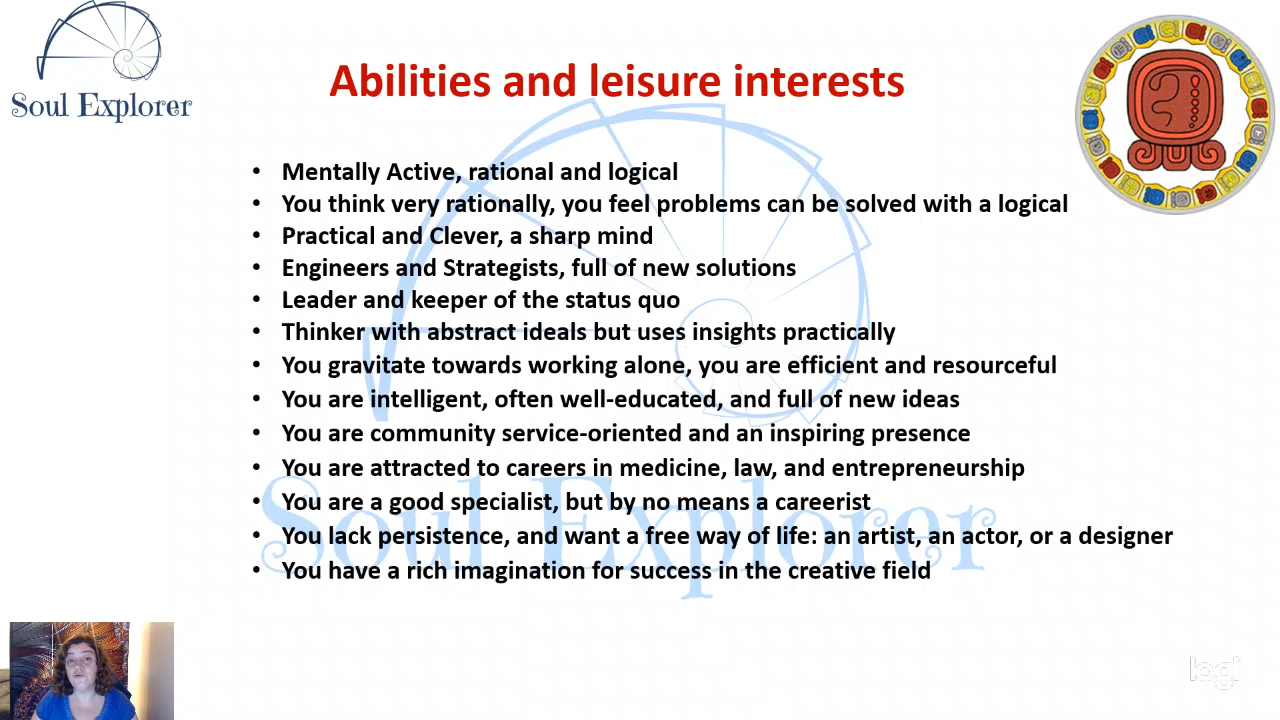 Soul Explorer
Abilities and leisure interests
• Mentally Active, rational and logical
• You think very rationally, you feel problems can be solved with a logical
• Practical and Clever, a sharp mind
• Engineers and Strategists, full of new solutions
• Leader and keeper of the status quo
• Thinker with abstract ideals but uses insights practically
• You gravitate towards working alone, you are efficient and resourceful
• You are intelligent, often well-educated, and full of new ideas
• You are community service-oriented and an inspiring presence
• You are attracted to careers in medicine, law, and entrepreneurship
• You are a good specialist, but by no means a careerist
• You lack persistence, and want a free way of life: an artist, an actor, or a designer
• You have a rich imagination for success in the creative field
Soul Explorer
logi